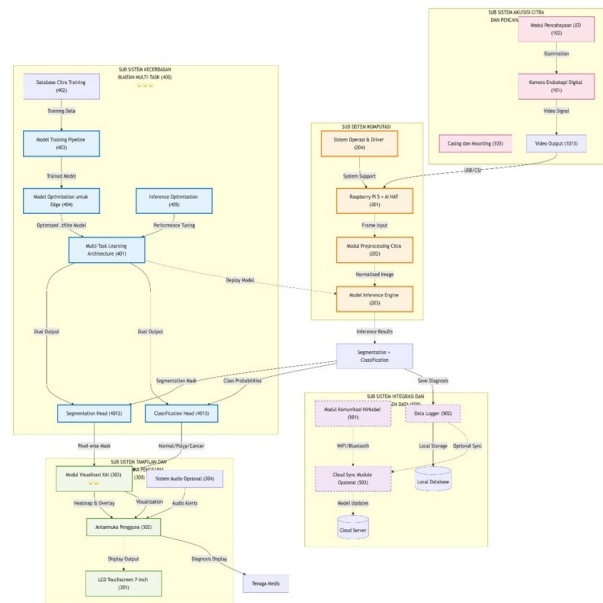 SUB SISTEM AKUISISI CITRA
DAN PENCAHAYAAN
Modul Pencahayaan LED
(102)
Illumination
Kamera Endoskopi Digital
(101)
Video Signal
Casing dan Mounting (103)
Video Output (1013)
USB/CSI
SUB SISTEM KECERDASAN
BUATAN MULTI-TASK (400)
Database Citra Training
(402)
Training Data
Model Training Pipeline
(403)
Trained Model
Model Optimization untuk
Edge (404)
Inference Optimization
(405)
Optimized .tflite Model
Performance Tuning
Multi-Task Learning
Architecture (401)
Deploy Model
Dual Output
Dual Output
Segmentation Mask
Class Probabilities
Segmentation Head (4012)
Classification Head (4013)
Pixel-wise Mask
Normal/Polyp/Cancer
SUB SISTEM KOMPUTASI
Sistem Operasi & Driver
(204)
System Support
Raspberry Pi 5 + AI HAT
(201)
Frame Input
Modul Preprocessing Citra
(202)
Normalized Image
Model Inference Engine
(203)
Inference Results
Segmentation +
Classification
Save Diagnosis
SUB SISTEM INTEGRASI DAN
Modul Komunikasi Nirkabel
(501)
Data Logger (502)
WiFi/Bluetooth
Local Storage
Optional Sync
Cloud Sync Module
Opsional (503)
Local Database
Model Updates
Cloud Server
SUB SISTEM TAMPILAN DAN
(300)
Modul Visualisasi XAI (303)
Sistem Audio Opsional (304)
Heatmap & Overlay
Visualization
Audio Alerts
Antarmuka Pengguna (302)
Display Output
Diagnosis Display
LCD Touchscreen 7-inch
(301)
Tenaga Medis